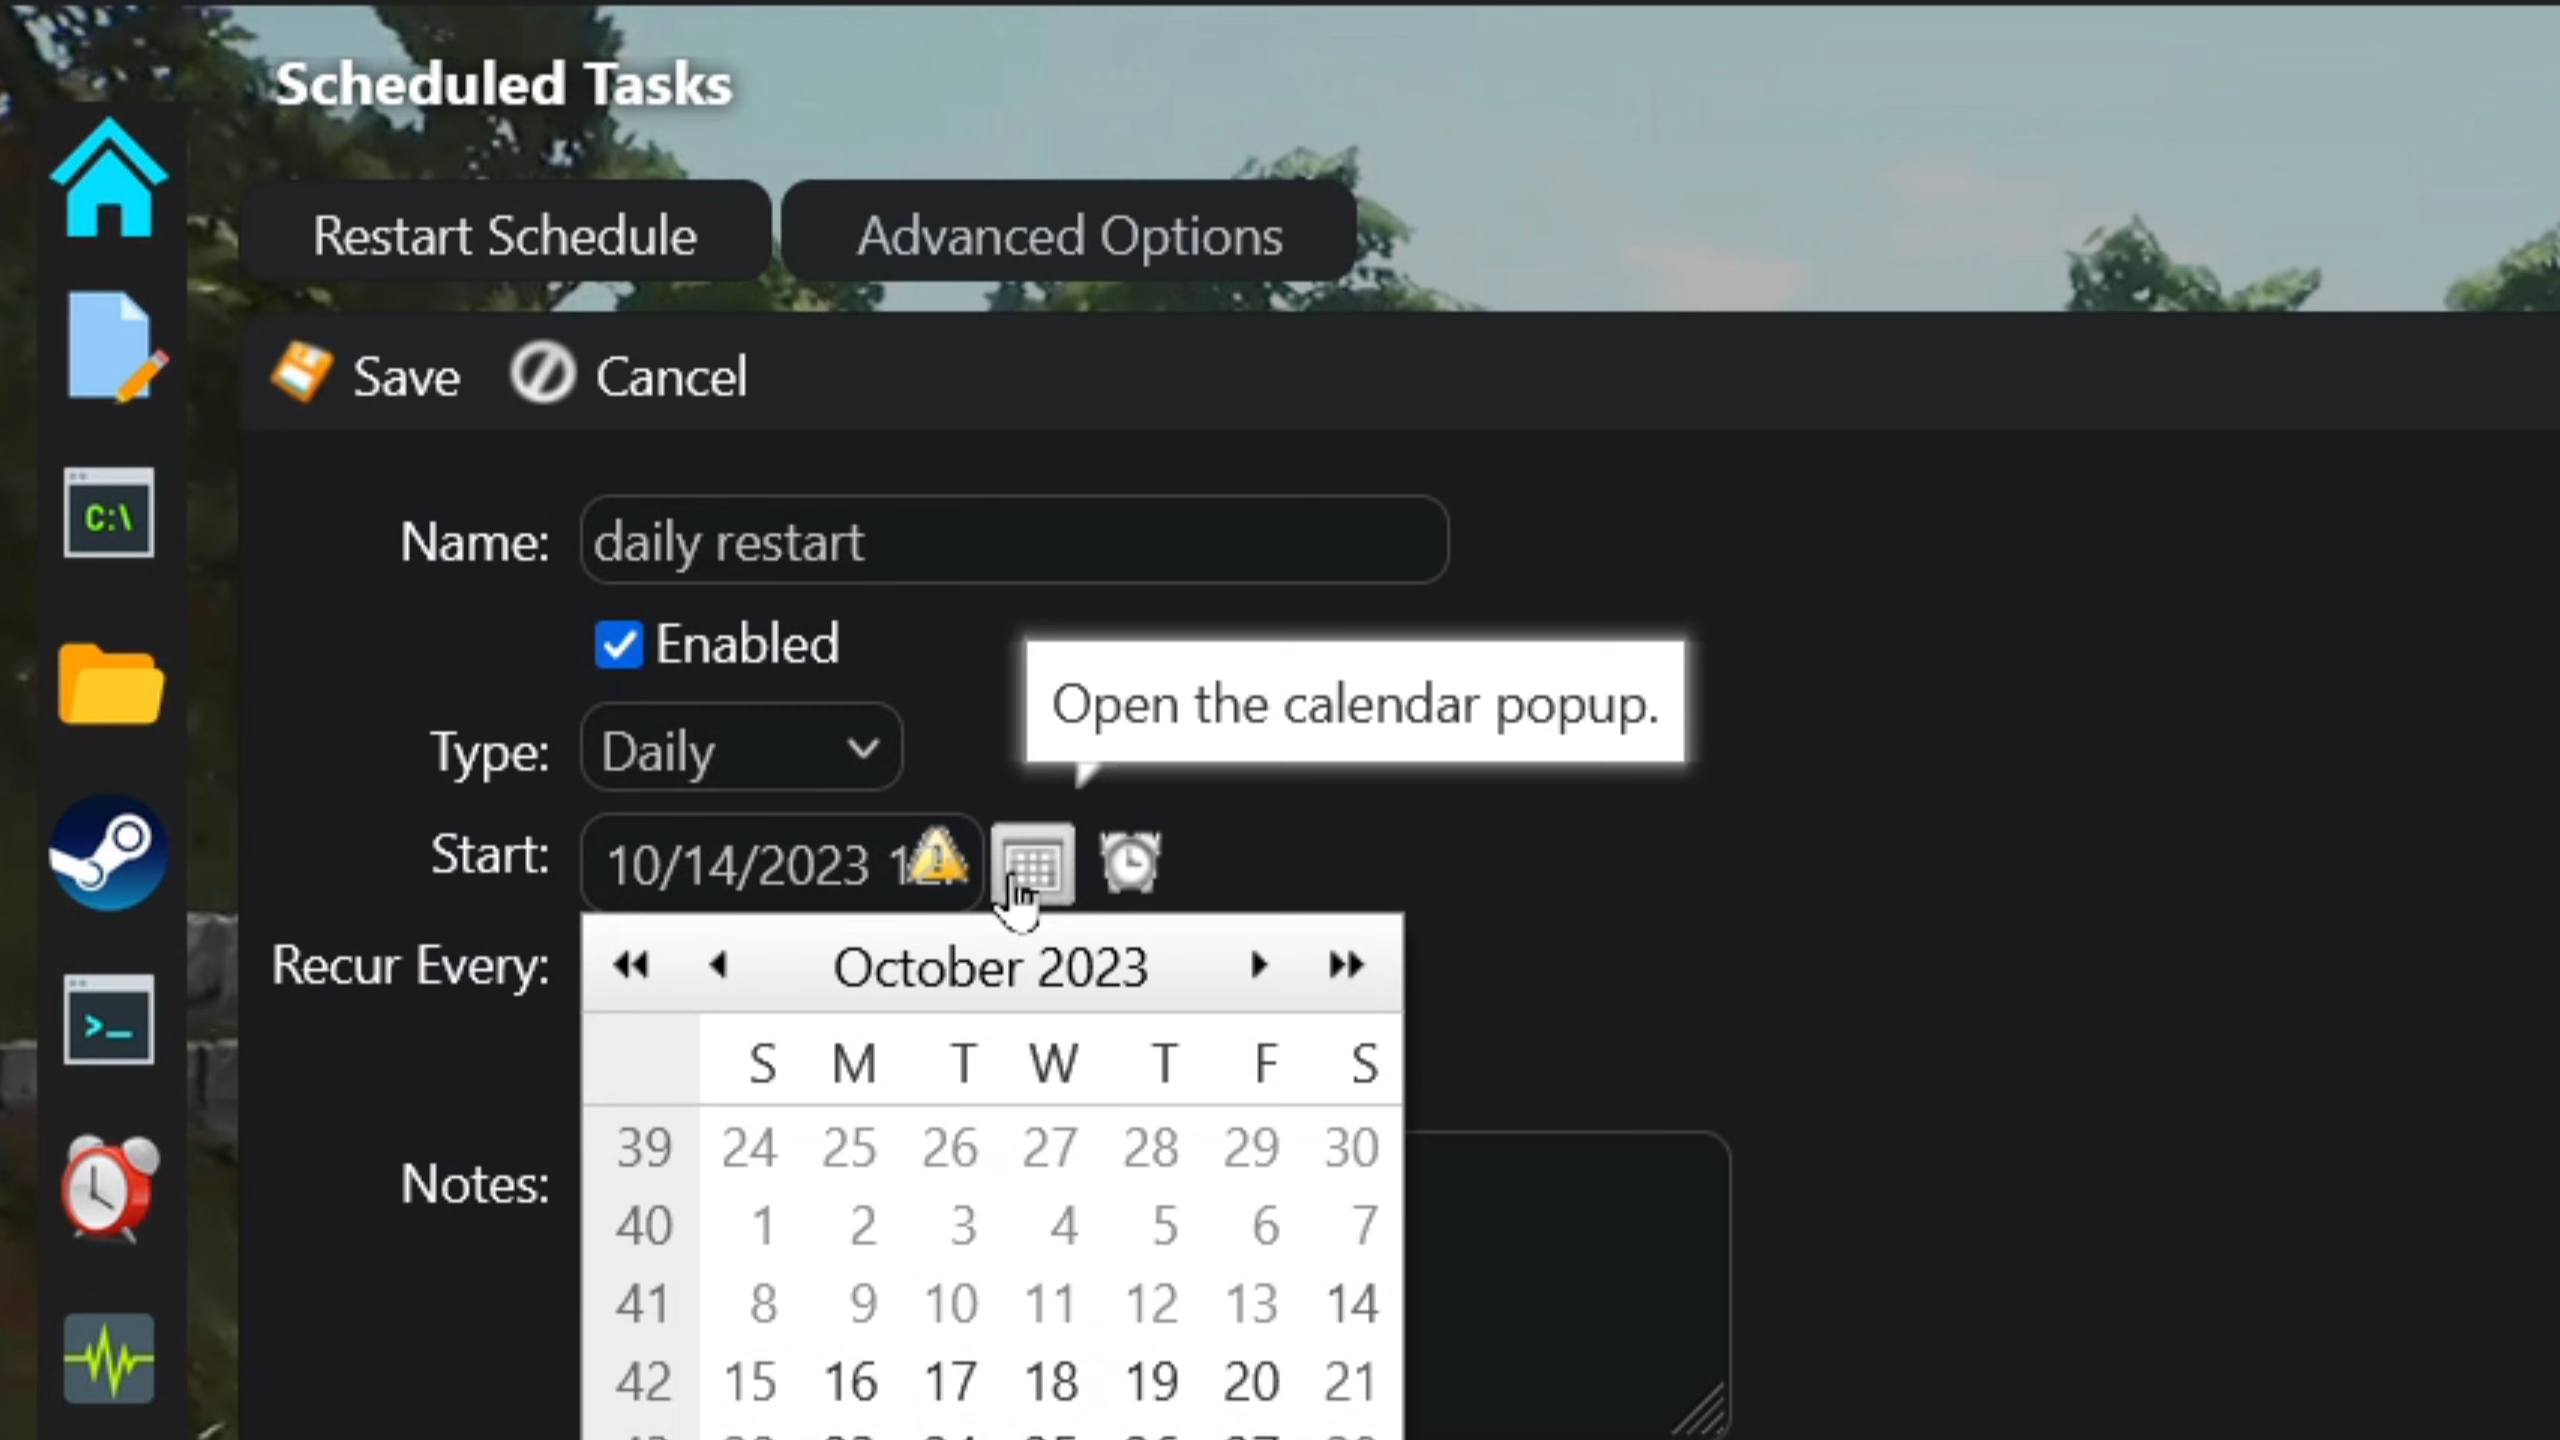 Scheduled Tasks
Restart Schedule Advanced Options
Save Cancel
C:\
Name: daily restart
Enabled
Open the calendar popup.
Type: Daily
Start: 10/14/2023
Recur Every:
October 2023
S M T W T F S
39 24 25 26 27 28 29 30
40 1 2 3 4 5 6 7
41 8 9 10 11 12 13 14
42 15 16 17 18 19 20 21
Notes:
>_